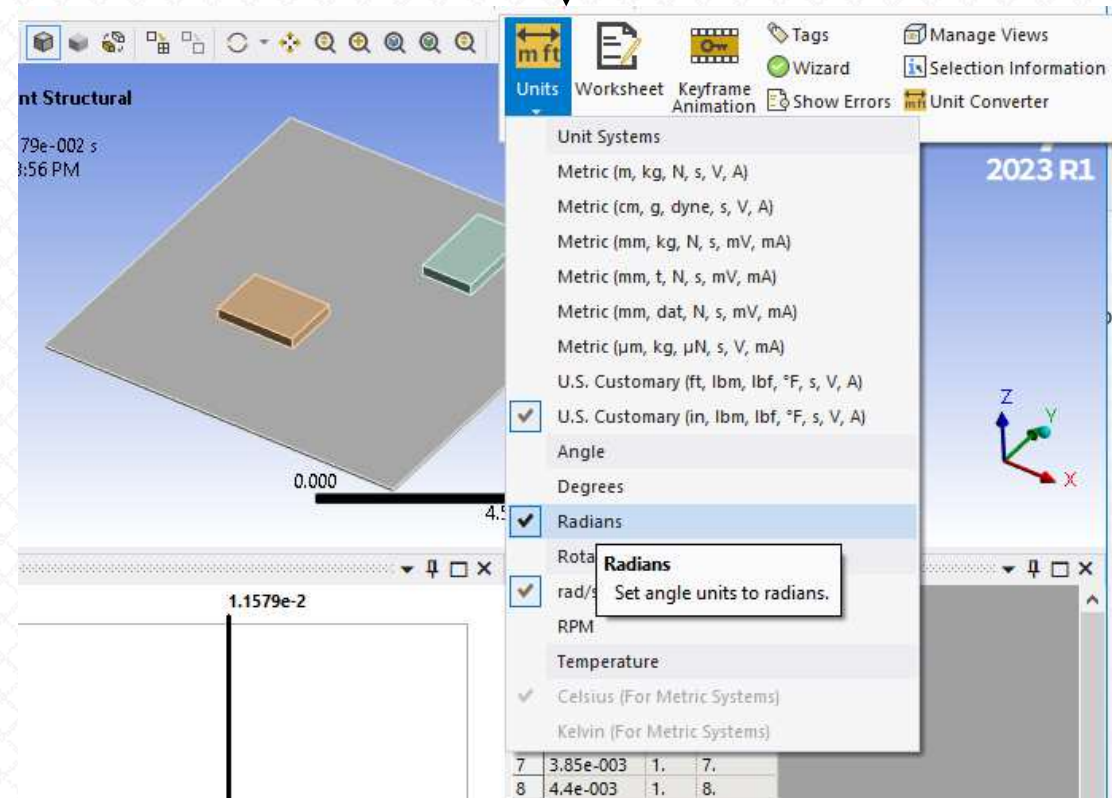 m ft
Units
Worksheet
Keyframe
Animation
Tags
Wizard
Show Errors
Manage Views
Selection Information
Unit Converter
nt Structural
79e-002 s
:56 PM
2023 R1
Unit Systems
Metric (m, kg, N, s, V, A)
Metric (cm, g, dyne, s, V, A)
Metric (mm, kg, N, s, mV, mA)
Metric (mm, t, N, s, mV, mA)
Metric (mm, dat, N, s, mV, mA)
Metric (µm, kg, µN, s, V, mA)
U.S. Customary (ft, lbm, lbf, °F, s, V, A)
U.S. Customary (in, lbm, lbf, °F, s, V, A)
Angle
Degrees
Radians
Rota
Radians
Set angle units to radians.
rad/s
RPM
Temperature
Celsius (For Metric Systems)
Kelvin (For Metric Systems)
0.000
4.5
Z
Y
X
1.1579e-2
7 3.85e-003 1. 7.
8 4.4e-003 1. 8.